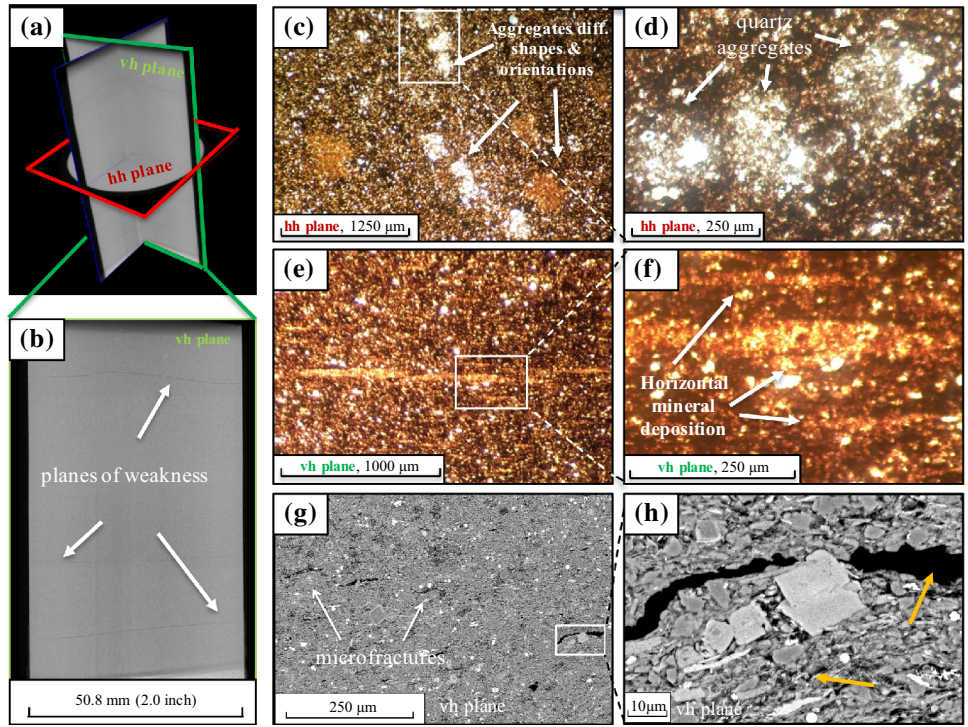 (a)
vh plane
hh plane
(b)
vh plane
planes of weakness
50.8 mm (2.0 inch)
(c)
Aggregates diff.
shapes &
orientations
hh plane, 1250 μm
(d)
quartz
aggregates
hh plane, 250 μm
(e)
vh plane, 1000 μm
(f)
Horizontal
mineral
deposition
vh plane, 250 μm
(g)
microfractures
vh plane
250 μm
(h)
10μm
vh plane